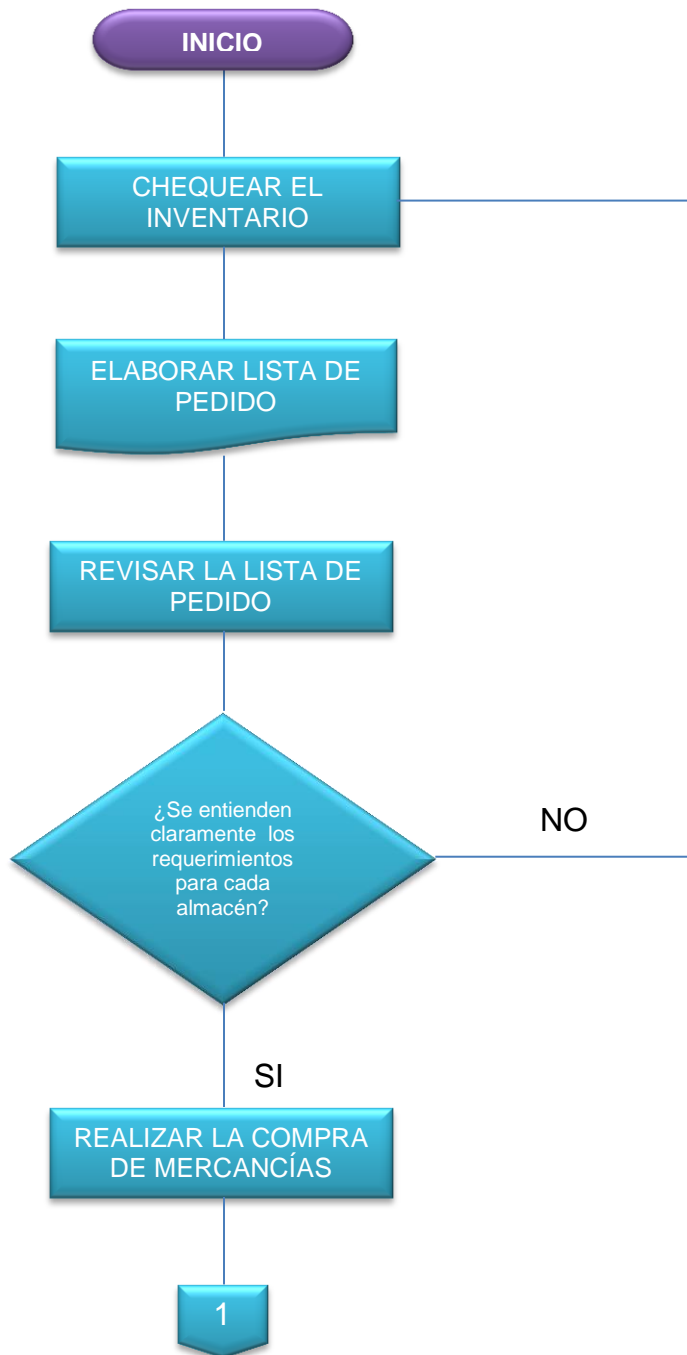 INICIO
CHEQUEAR EL
INVENTARIO
ELABORAR LISTA DE
PEDIDO
REVISAR LA LISTA DE
PEDIDO
¿Se entienden
claramente los
requerimientos
para cada
almacén?
NO
SI
REALIZAR LA COMPRA
DE MERCANCÍAS
1